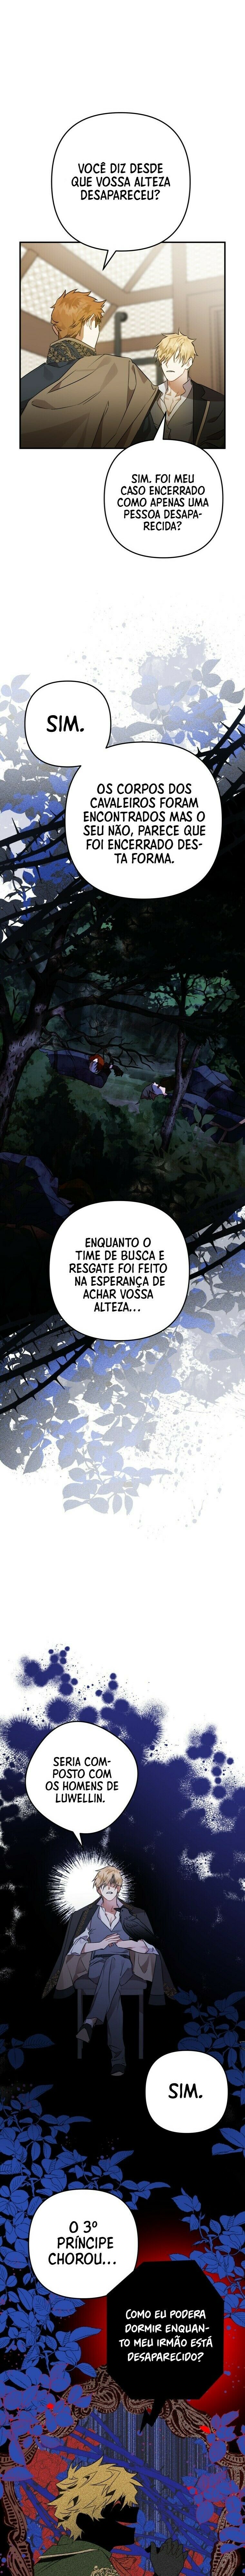 VOCÊ DIZ DESDE
QUE VOSSA ALTEZA
DESAPARECEU?
SIM. FOI MEU
CASO ENCERRADO
COMO APENAS UMA
PESSOA DESAPA-
RECIDA?
SIM.
OS CORPOS DOS
CAVALEIROS FORAM
ENCONTRADOS MAS O
SEU NÃO, PARECE QUE
FOI ENCERRADO DES-
TA FORMA.
ENQUANTO O
TIME DE BUSCA E
RESGATE FOI FEITO
NA ESPERANÇA DE
ACHAR VOSSA
ALTEZA...
SERIA COM-
POSTO COM
OS HOMENS DE
LUWELLIN.
SIM.
O 3º
PRÍNCIPE
CHOROU...
COMO EU PODERA
DORMIR ENQUAN-
TO MEU IRMÃO ESTÁ
DESAPARECIDO?